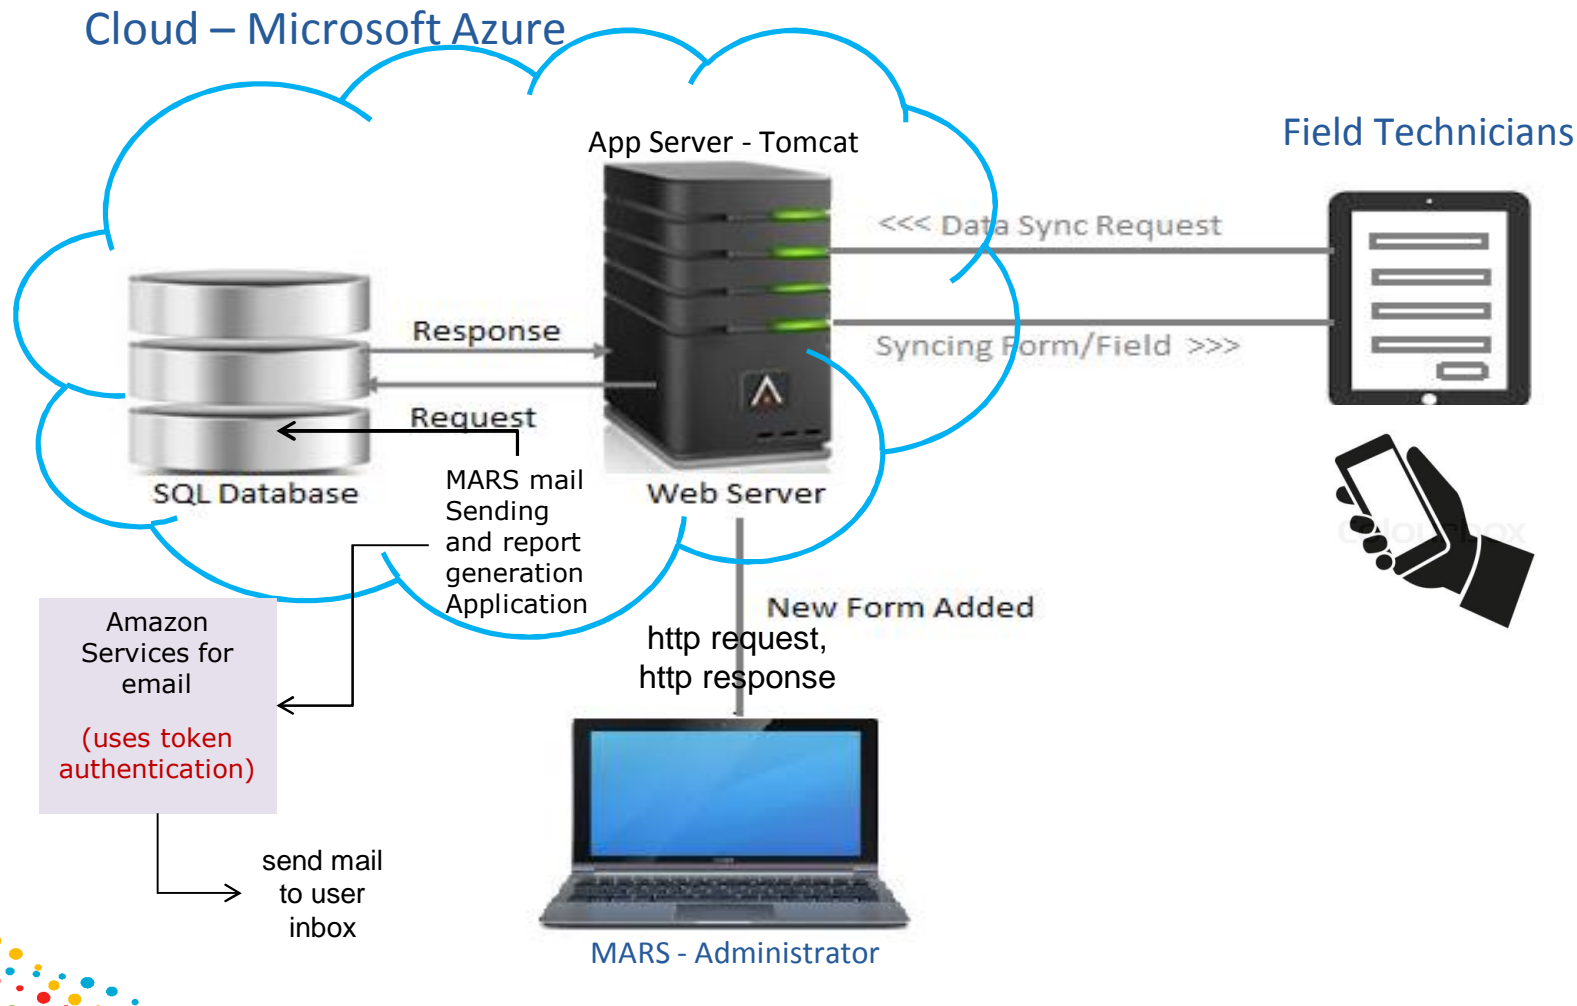 Cloud – Microsoft Azure
App Server - Tomcat
Field Technicians
<<< Data Sync Request
Response
Syncing Form/Field >>>
Request
SQL Database
MARS mail
Sending
and report
generation
Application
Web Server
colourbox
New Form Added
http request,
http response
Amazon
Services for
email
(uses token
authentication)
send mail
to user
inbox
MARS - Administrator